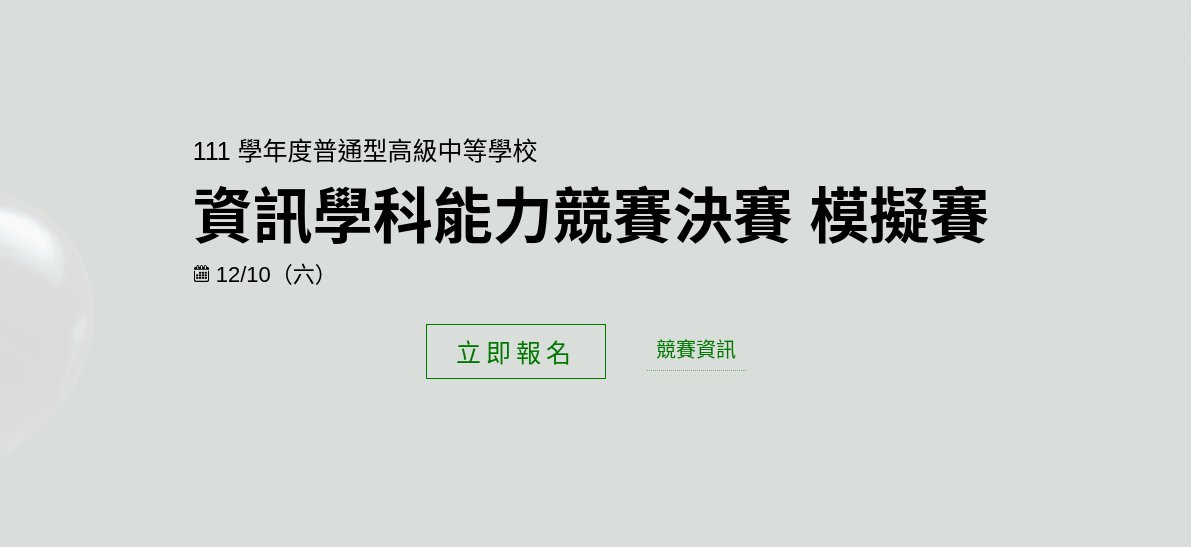 111 學年度普通型高級中等學校
資訊學科能力競賽決賽 模擬賽
12/10（六）
立即報名
競賽資訊